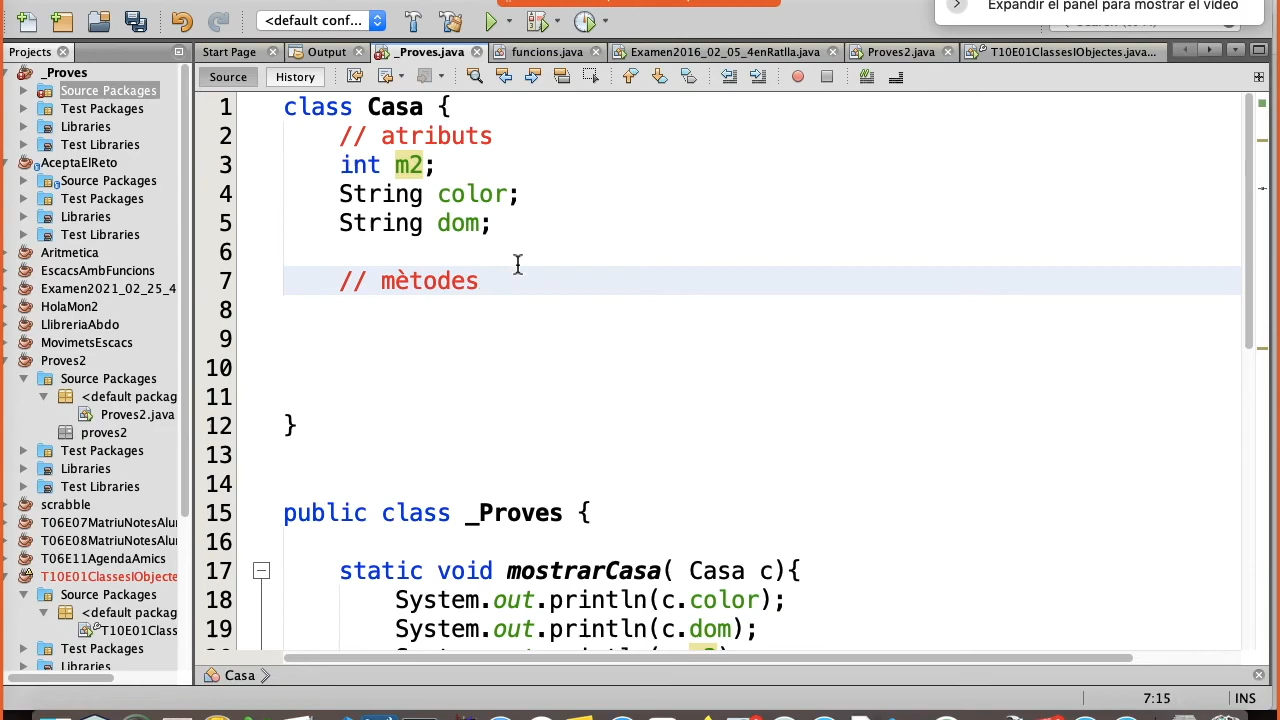 <default conf...
Expandir el panel para mostrar el vídeo
Projects
Start Page
Output
_Proves.java
funcions.java
Examen2016_02_05_4enRatlla.java
Proves2.java
T10E01ClassesIObjectes.java...
Source
History
_Proves
Source Packages
Test Packages
Libraries
Test Libraries
AceptaElReto
Source Packages
Test Packages
Libraries
Test Libraries
Aritmetica
EscacsAmbFuncions
Examen2021_02_25_4
HolaMon2
LlibreriaAbdo
MovimetsEscacs
Proves2
Source Packages
<default packag
Proves2.java
proves2
Test Packages
Libraries
Test Libraries
scrabble
T06E07MatriuNotesAlu
T06E08MatriuNotesAlu
T06E11AgendaAmics
T10E01ClassesIObjecte
Source Packages
<default packag
T10E01Class
Test Packages
Libraries
1 class Casa {
2 // atributs
3 int m2;
4 String color;
5 String dom;
6
7 // mètodes
8
9
10
11
12 }
13
14
15 public class _Proves {
16
17 static void mostrarCasa( Casa c){
18 System.out.println(c.color);
19 System.out.println(c.dom);
Casa
7:15
INS